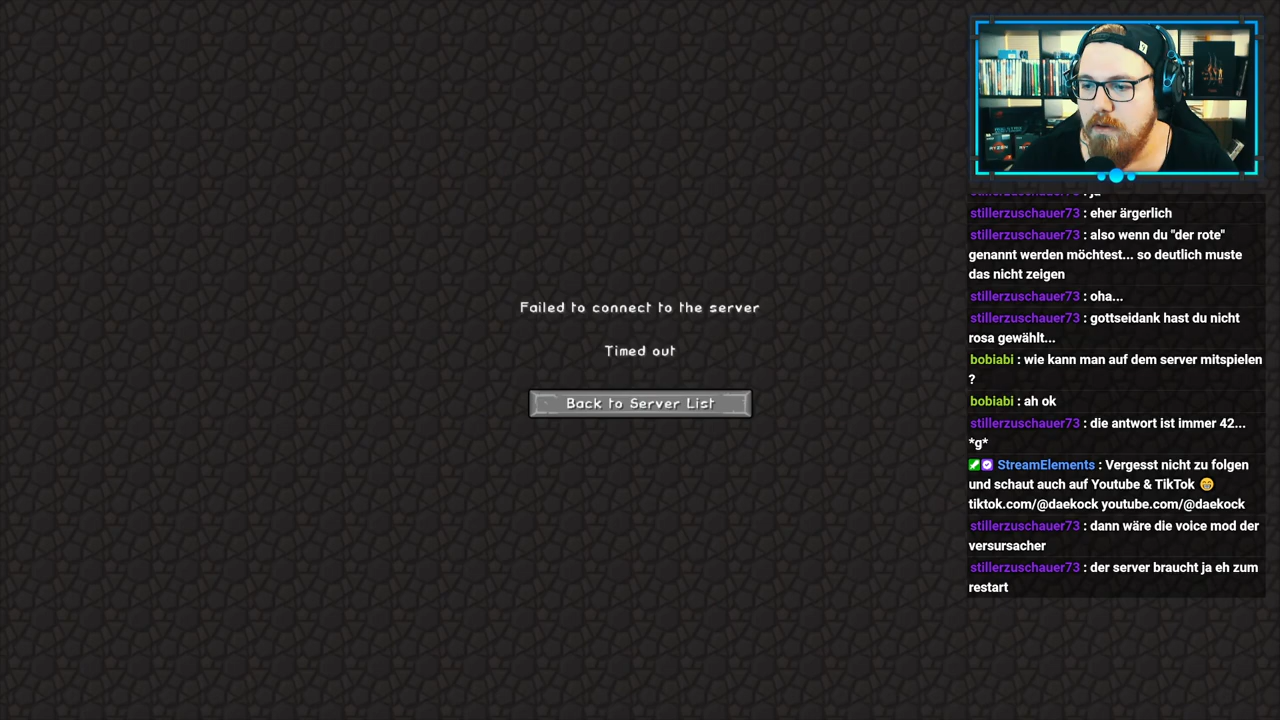 stillerzuschauer73 : ja
stillerzuschauer73 : eher ärgerlich
stillerzuschauer73 : also wenn du "der rote"
genannt werden möchtest... so deutlich muste
das nicht zeigen
stillerzuschauer73 : oha...
stillerzuschauer73 : gottseidank hast du nicht
rosa gewählt...
bobiabi : wie kann man auf dem server mitspielen
?
bobiabi : ah ok
stillerzuschauer73 : die antwort ist immer 42...
*g*
StreamElements : Vergesst nicht zu folgen
und schaut auch auf Youtube & TikTok 😁
tiktok.com/@daekock youtube.com/@daekock
stillerzuschauer73 : dann wäre die voice mod der
versursacher
stillerzuschauer73 : der server braucht ja eh zum
restart
Failed to connect to the server
Timed out
Back to Server List